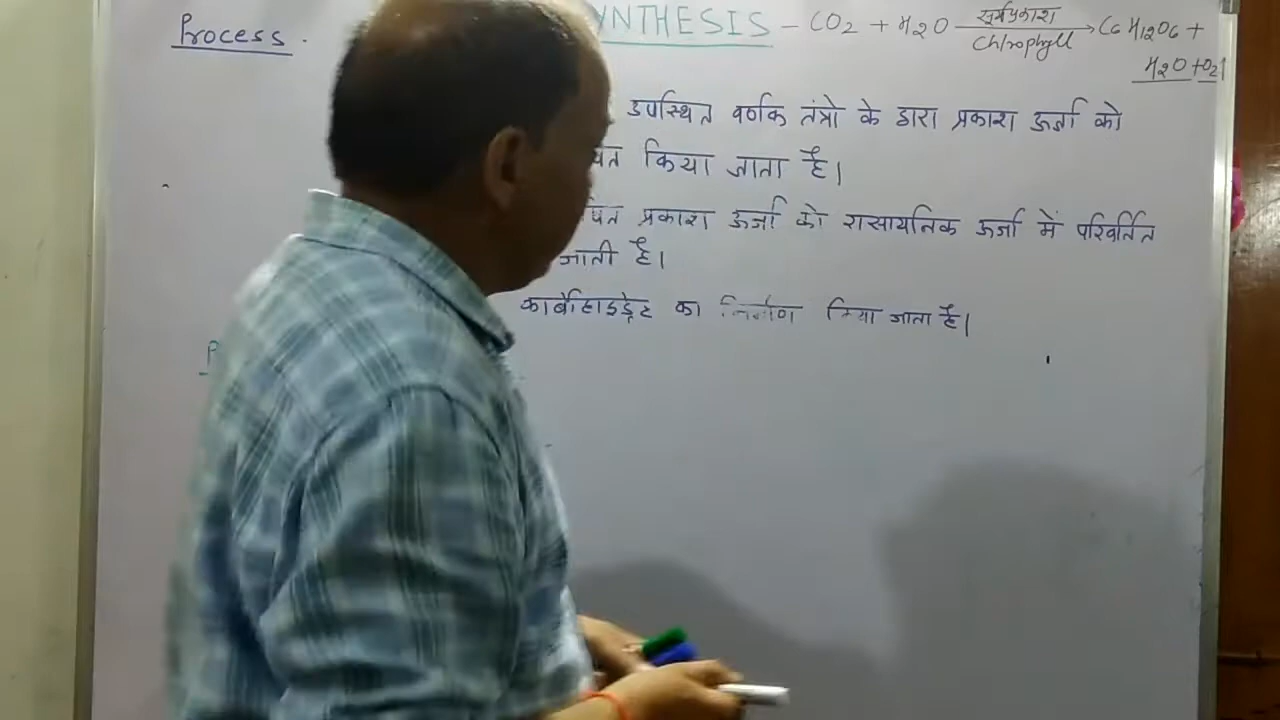 Process.
YNTHESIS - CO2 + H2O सूर्यप्रकाश Chlrophyll → C6H12O6 +
H2O + O2↑
उपस्थित वर्णक तंत्रो के द्वारा प्रकाश ऊर्जा को
किया जाता है।
प्रकाश ऊर्जा को रासायनिक ऊर्जा में परिवर्तित
जाती है।
कार्बोहाइड्रेट का निर्माण किया जाता है।
P